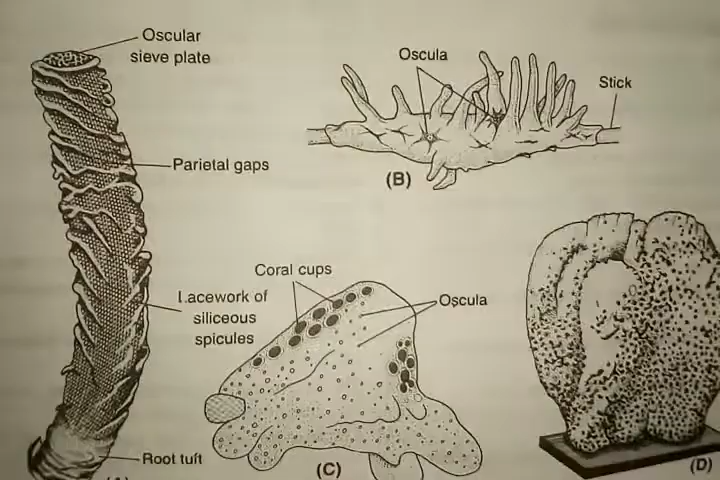 Oscular
sieve plate
Parietal gaps
Lacework of
siliceous
spicules
Root tuft
(A)
Oscula
Stick
(B)
Coral cups
Oscula
(C)
(D)